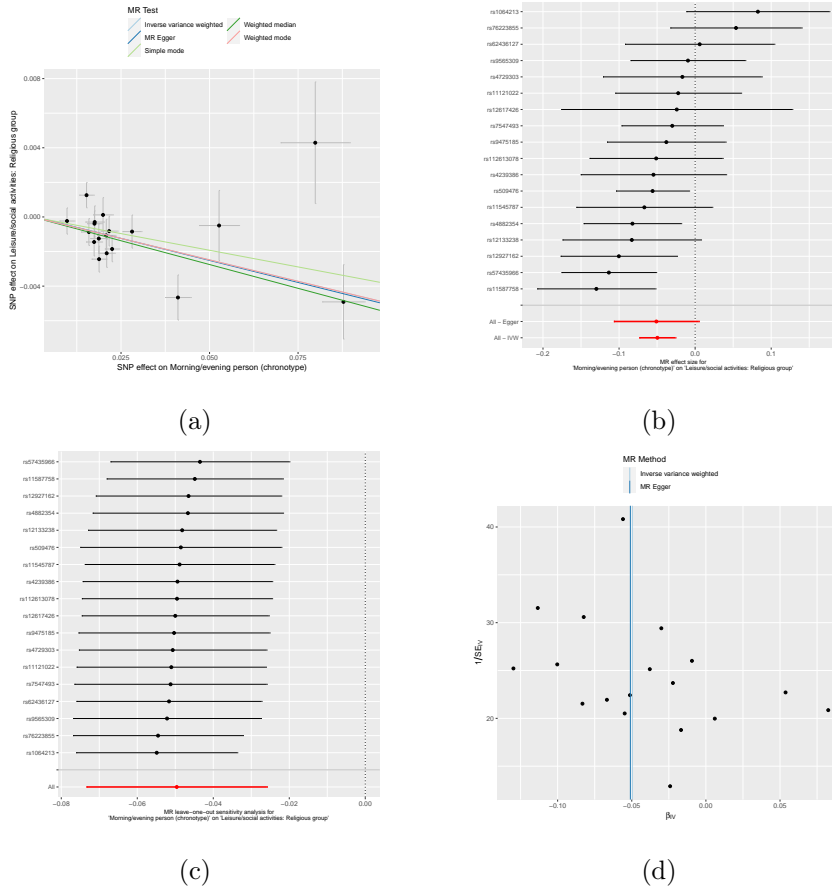 MR Test
Inverse variance weighted
Weighted median
MR Egger
Weighted mode
Simple mode
SNP effect on Leisure/social activities: Religious group
0.008
0.004
0.000
−0.004
0.025
0.050
0.075
SNP effect on Morning/evening person (chronotype)
(a)
rs1064213
rs76223855
rs62436127
rs9565309
rs4729303
rs11121022
rs12617426
rs7547493
rs9475185
rs112613078
rs4239386
rs509476
rs11545787
rs4882354
rs12133238
rs12927162
rs57435966
rs11587758
All − Egger
All − IVW
−0.2
−0.1
0.0
0.1
MR effect size for
'Morning/evening person (chronotype)' on 'Leisure/social activities: Religious group'
(b)
rs57435966
rs11587758
rs12927162
rs4882354
rs12133238
rs509476
rs11545787
rs4239386
rs112613078
rs12617426
rs9475185
rs4729303
rs11121022
rs7547493
rs62436127
rs9565309
rs76223855
rs1064213
All
−0.08
−0.06
−0.04
−0.02
0.00
MR leave−one−out sensitivity analysis for
'Morning/evening person (chronotype)' on 'Leisure/social activities: Religious group'
(c)
MR Method
Inverse variance weighted
MR Egger
1/SE_IV
40
30
20
−0.10
−0.05
0.00
0.05
β_IV
(d)